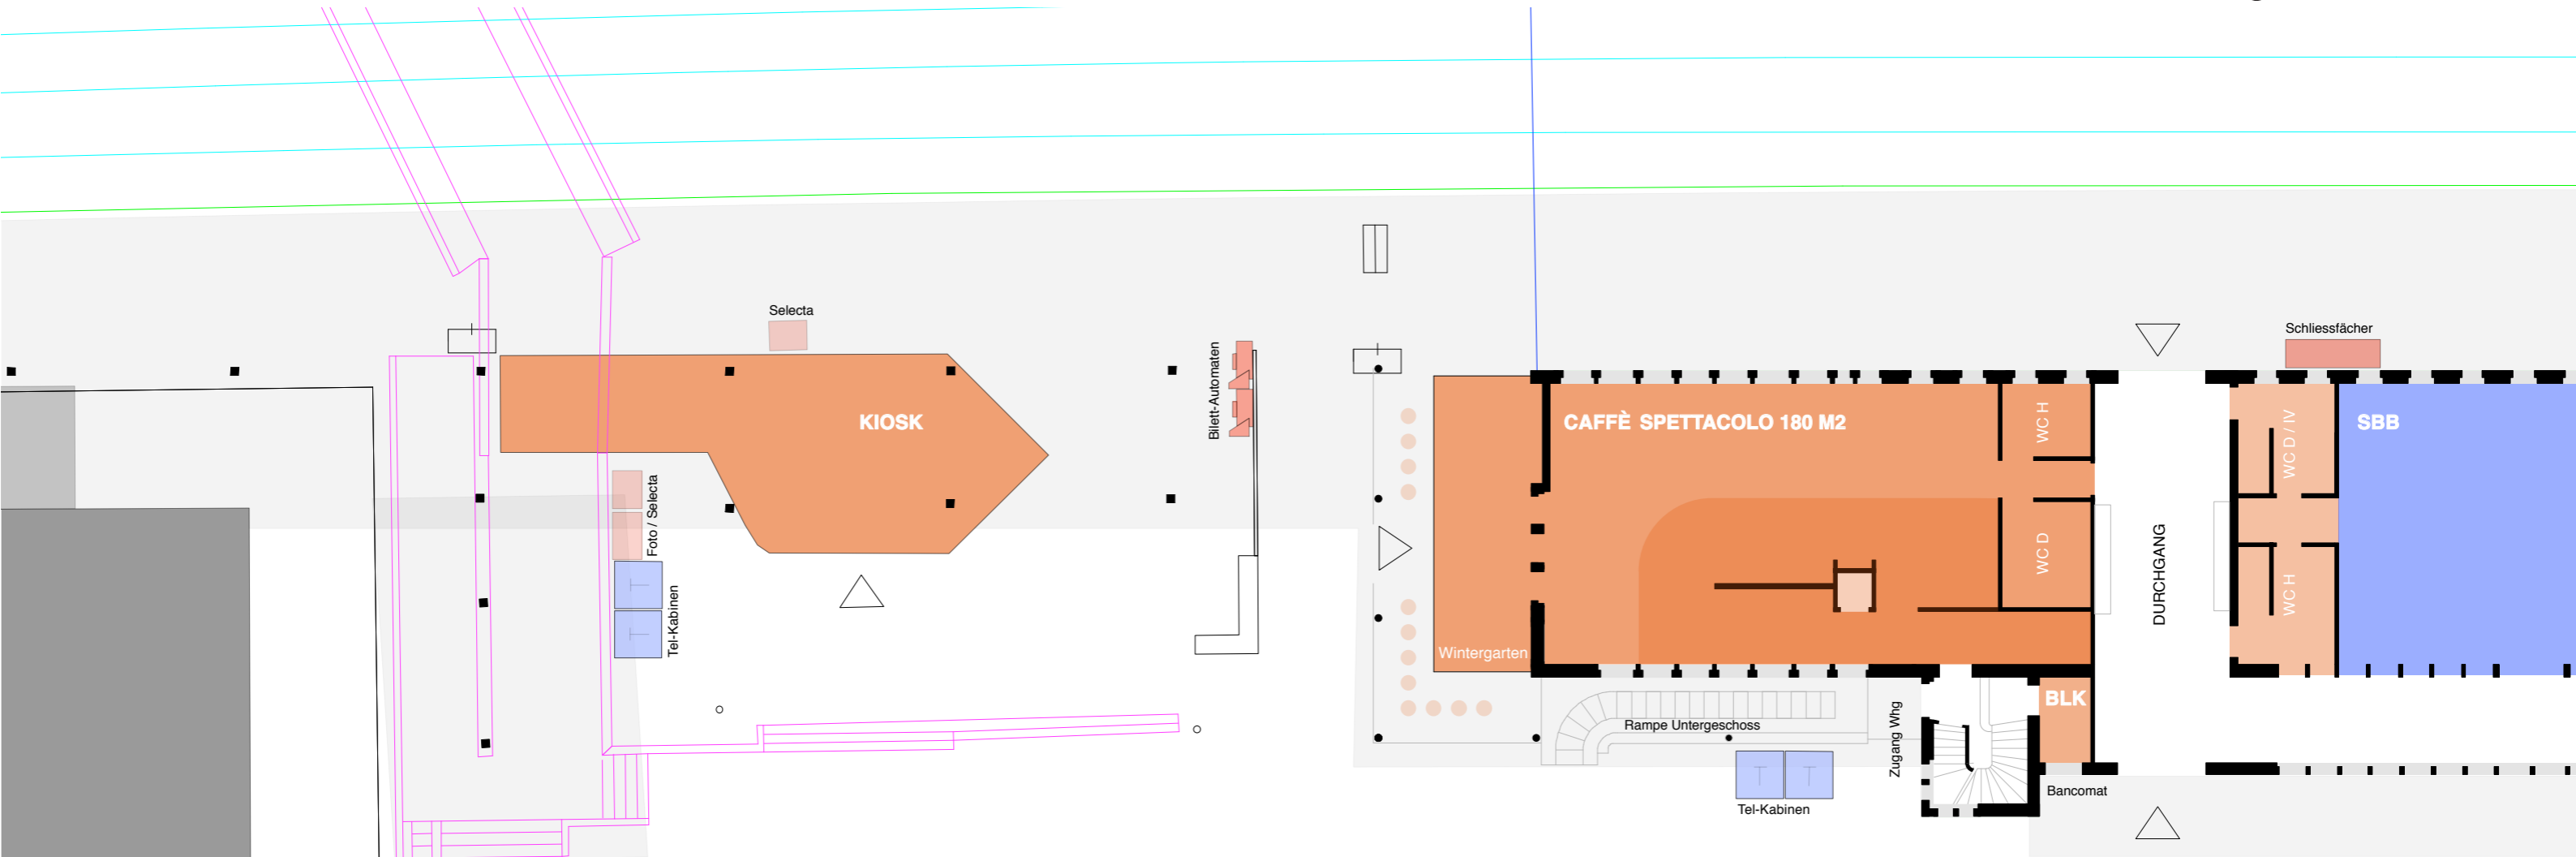 Selecta
KIOSK
Bilett-Automaten
Foto / Selecta
Tel-Kabinen
CAFFÈ SPETTACOLO 180 M2
WC H
WC D
Wintergarten
Rampe Untergeschoss
Tel-Kabinen
Zugang Whg
BLK
Bancomat
DURCHGANG
Schliessfächer
WC D / IV
WC H
SBB